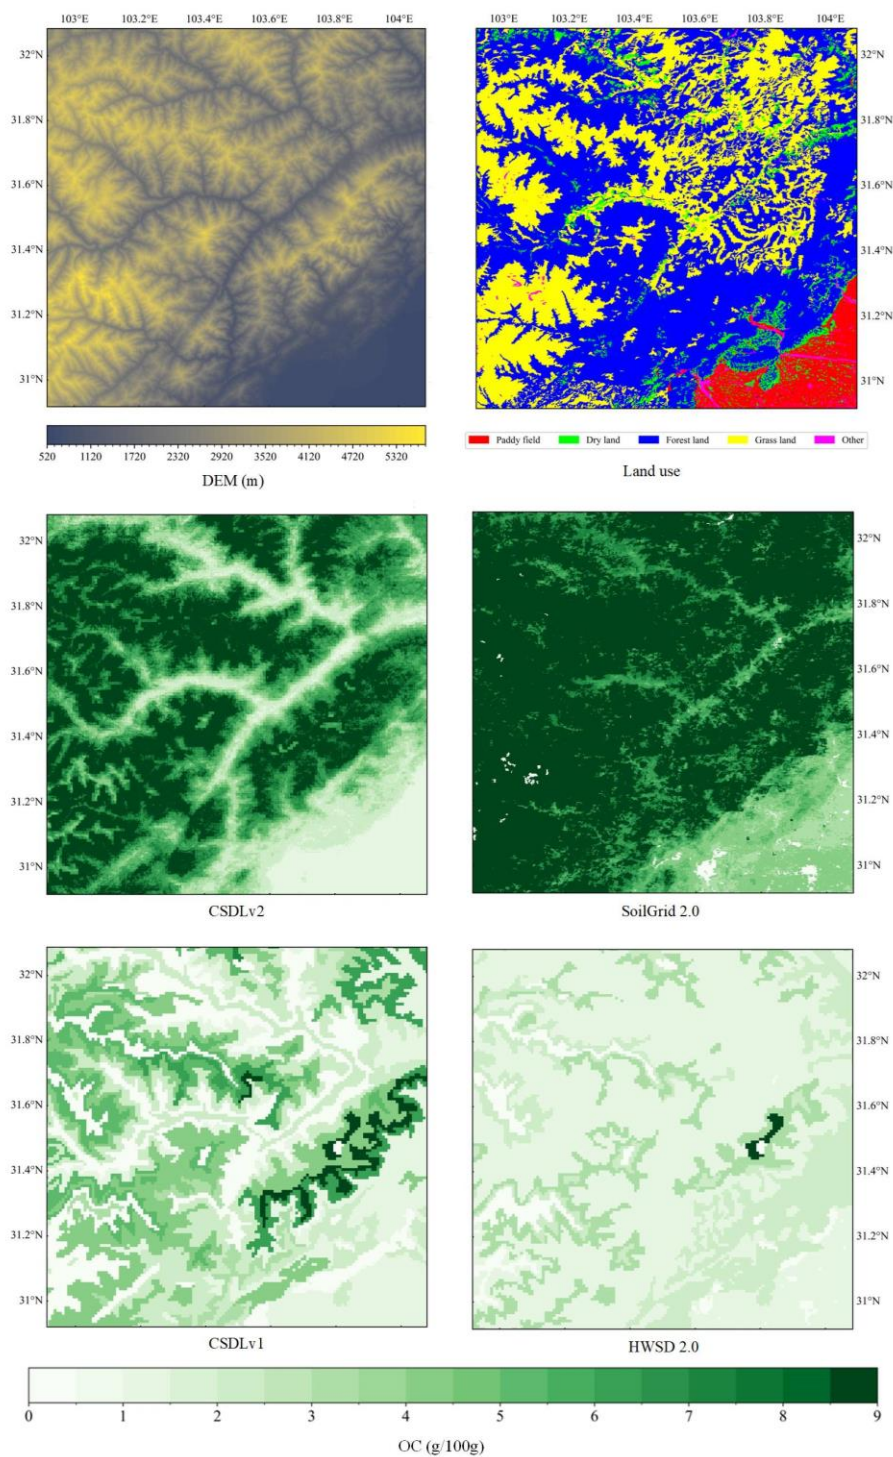 103°E 103.2°E 103.4°E 103.6°E 103.8°E 104°E
103°E 103.2°E 103.4°E 103.6°E 103.8°E 104°E
32°N
31.8°N
31.6°N
31.4°N
31.2°N
31°N
32°N
31.8°N
31.6°N
31.4°N
31.2°N
31°N
520 1120 1720 2320 2920 3520 4120 4720 5320
DEM (m)
Paddy field Dry land Forest land Grass land Other
Land use
32°N
31.8°N
31.6°N
31.4°N
31.2°N
31°N
32°N
31.8°N
31.6°N
31.4°N
31.2°N
31°N
CSDLv2
SoilGrid 2.0
32°N
31.8°N
31.6°N
31.4°N
31.2°N
31°N
32°N
31.8°N
31.6°N
31.4°N
31.2°N
31°N
CSDLv1
HWSD 2.0
0 1 2 3 4 5 6 7 8 9
OC (g/100g)